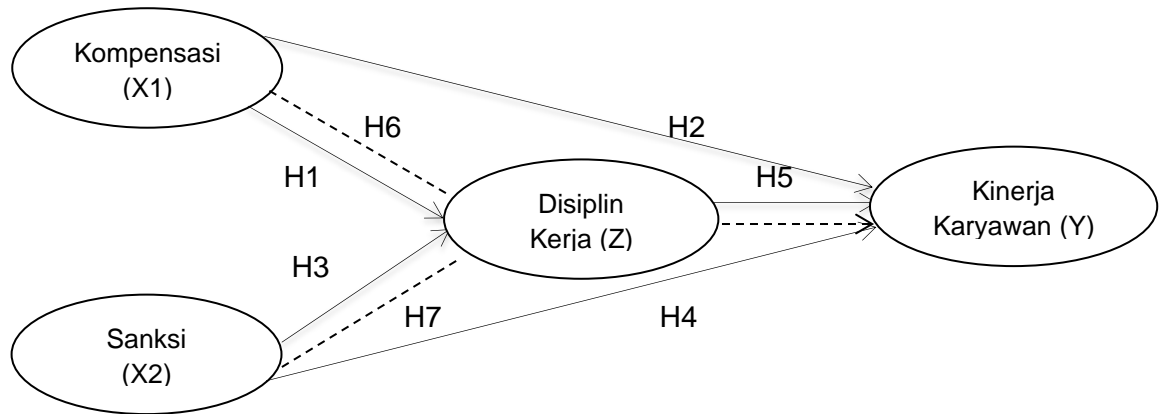 Kompensasi
(X1)
H6
H2
H1
H5
Disiplin
Kerja (Z)
Kinerja
Karyawan (Y)
H3
H7
H4
Sanksi
(X2)